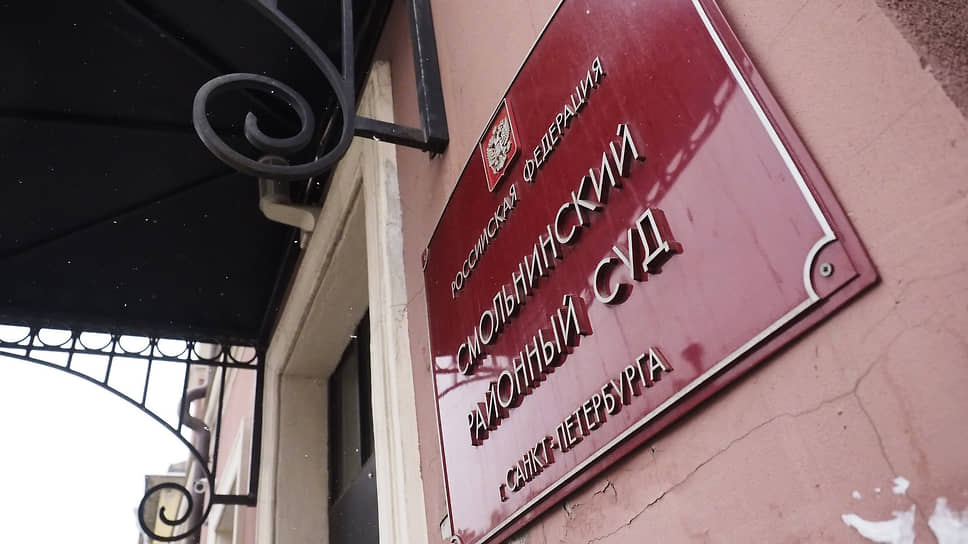 РОССИЙСКАЯ ФЕДЕРАЦИЯ
СМОЛЬНИНСКИЙ
РАЙОННЫЙ СУД
г. САНКТ-ПЕТЕРБУРГА